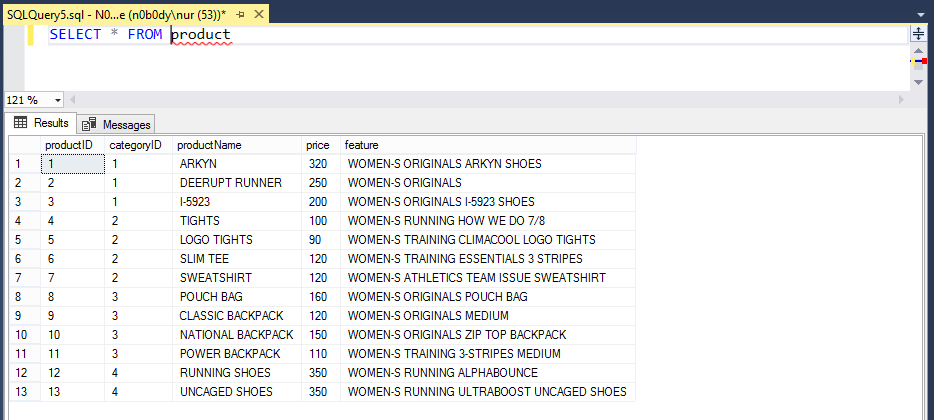 SQLQuery5.sql - N0...e (n0b0dy\nur (53))*
SELECT * FROM product
121 %
Results Messages
productID categoryID productName price feature
1 1 1 ARKYN 320 WOMEN-S ORIGINALS ARKYN SHOES
2 2 1 DEERUPT RUNNER 250 WOMEN-S ORIGINALS
3 3 1 I-5923 200 WOMEN-S ORIGINALS I-5923 SHOES
4 4 2 TIGHTS 100 WOMEN-S RUNNING HOW WE DO 7/8
5 5 2 LOGO TIGHTS 90 WOMEN-S TRAINING CLIMACOOL LOGO TIGHTS
6 6 2 SLIM TEE 120 WOMEN-S TRAINING ESSENTIALS 3 STRIPES
7 7 2 SWEATSHIRT 120 WOMEN-S ATHLETICS TEAM ISSUE SWEATSHIRT
8 8 3 POUCH BAG 160 WOMEN-S ORIGINALS POUCH BAG
9 9 3 CLASSIC BACKPACK 120 WOMEN-S ORIGINALS MEDIUM
10 10 3 NATIONAL BACKPACK 150 WOMEN-S ORIGINALS ZIP TOP BACKPACK
11 11 3 POWER BACKPACK 110 WOMEN-S TRAINING 3-STRIPES MEDIUM
12 12 4 RUNNING SHOES 350 WOMEN-S RUNNING ALPHABOUNCE
13 13 4 UNCAGED SHOES 350 WOMEN-S RUNNING ULTRABOOST UNCAGED SHOES